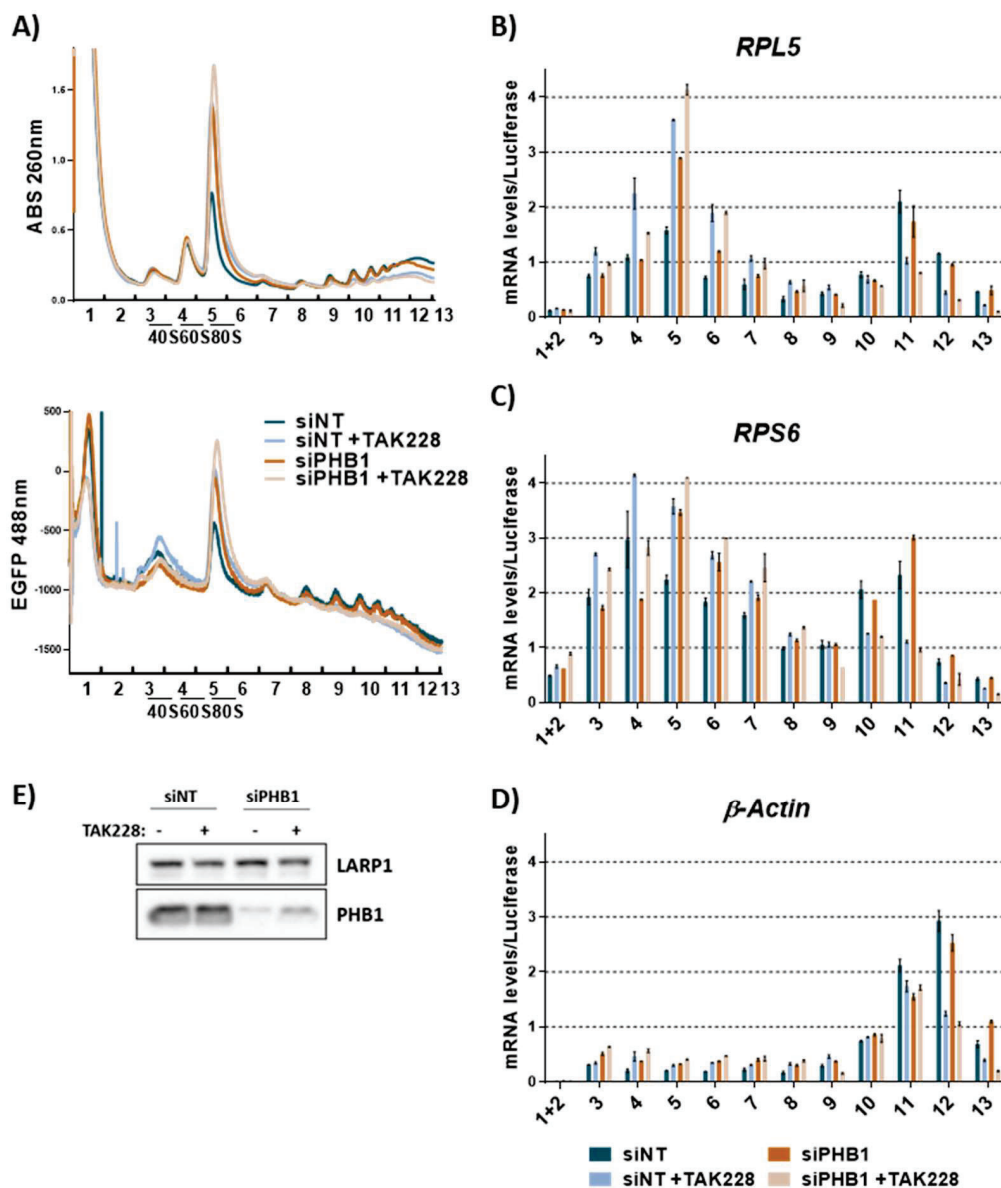 A)
ABS 260nm
1.6
1.0
0.6
0.0
1 2 3 4 5 6 7 8 9 10 11 12 13
40S 60S 80S
EGFP 488nm
500
0
-500
-1000
-1500
siNT
siNT +TAK228
siPHB1
siPHB1 +TAK228
1 2 3 4 5 6 7 8 9 10 11 12 13
40S 60S 80S
E)
siNT siPHB1
TAK228: - + - +
LARP1
PHB1
B)
RPL5
mRNA levels/Luciferase
4
3
2
1
0
1+2 3 4 5 6 7 8 9 10 11 12 13
C)
RPS6
mRNA levels/Luciferase
4
3
2
1
0
1+2 3 4 5 6 7 8 9 10 11 12 13
D)
β-Actin
mRNA levels/Luciferase
4
3
2
1
0
1+2 3 4 5 6 7 8 9 10 11 12 13
siNT siPHB1
siNT +TAK228 siPHB1 +TAK228